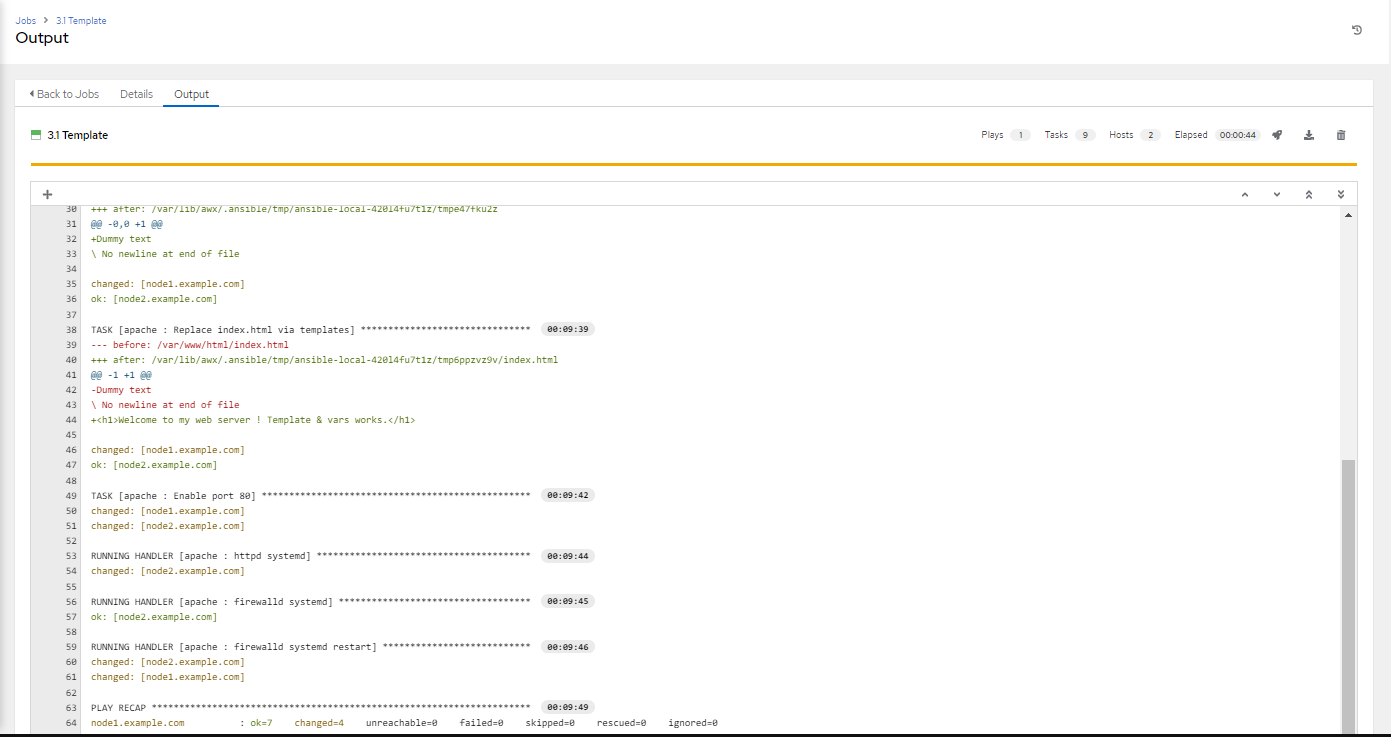 Jobs > 3.1 Template
Output
Back to Jobs Details Output
3.1 Template Plays 1 Tasks 9 Hosts 2 Elapsed 00:00:44
30 +++ after: /var/lib/awx/.ansible/tmp/ansible-local-42014fu7t1z/tmpe47fku2z
31 @@ -0,0 +1 @@
32 +Dummy text
33 \ No newline at end of file
34
35 changed: [node1.example.com]
36 ok: [node2.example.com]
37
38 TASK [apache : Replace index.html via templates] ******************************* 00:09:39
39 --- before: /var/www/html/index.html
40 +++ after: /var/lib/awx/.ansible/tmp/ansible-local-42014fu7t1z/tmp6ppzvz9v/index.html
41 @@ -1 +1 @@
42 -Dummy text
43 \ No newline at end of file
44 +<h1>Welcome to my web server ! Template & vars works.</h1>
45
46 changed: [node1.example.com]
47 ok: [node2.example.com]
48
49 TASK [apache : Enable port 80] ************************************************* 00:09:42
50 changed: [node1.example.com]
51 changed: [node2.example.com]
52
53 RUNNING HANDLER [apache : httpd systemd] *************************************** 00:09:44
54 changed: [node2.example.com]
55
56 RUNNING HANDLER [apache : firewalld systemd] *********************************** 00:09:45
57 ok: [node2.example.com]
58
59 RUNNING HANDLER [apache : firewalld systemd restart] *************************** 00:09:46
60 changed: [node2.example.com]
61 changed: [node1.example.com]
62
63 PLAY RECAP ********************************************************************* 00:09:49
64 node1.example.com : ok=7 changed=4 unreachable=0 failed=0 skipped=0 rescued=0 ignored=0